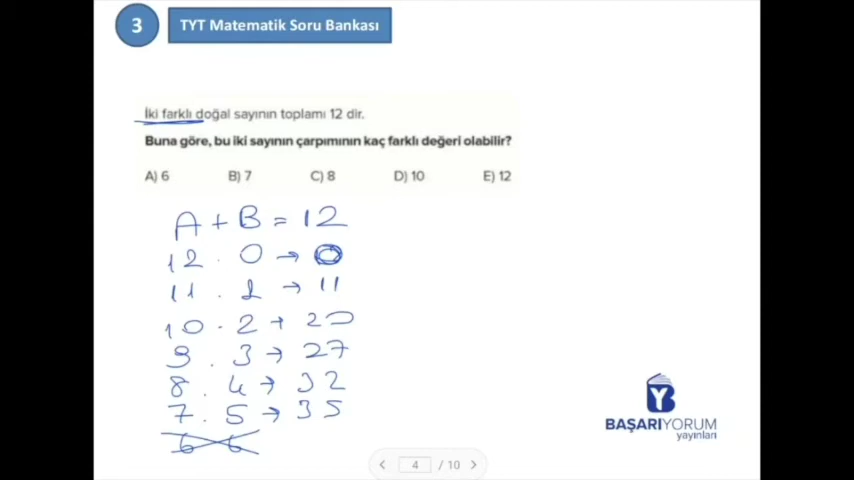 3
TYT Matematik Soru Bankası
İki farklı doğal sayının toplamı 12 dir.
Buna göre, bu iki sayının çarpımının kaç farklı değeri olabilir?
A) 6 B) 7 C) 8 D) 10 E) 12
A + B = 12
12 . 0 → 0
11 . 1 → 11
10 . 2 → 20
9 . 3 → 27
8 . 4 → 32
7 . 5 → 35
6 6
BAŞARIYORUM
yayınları
4 / 10